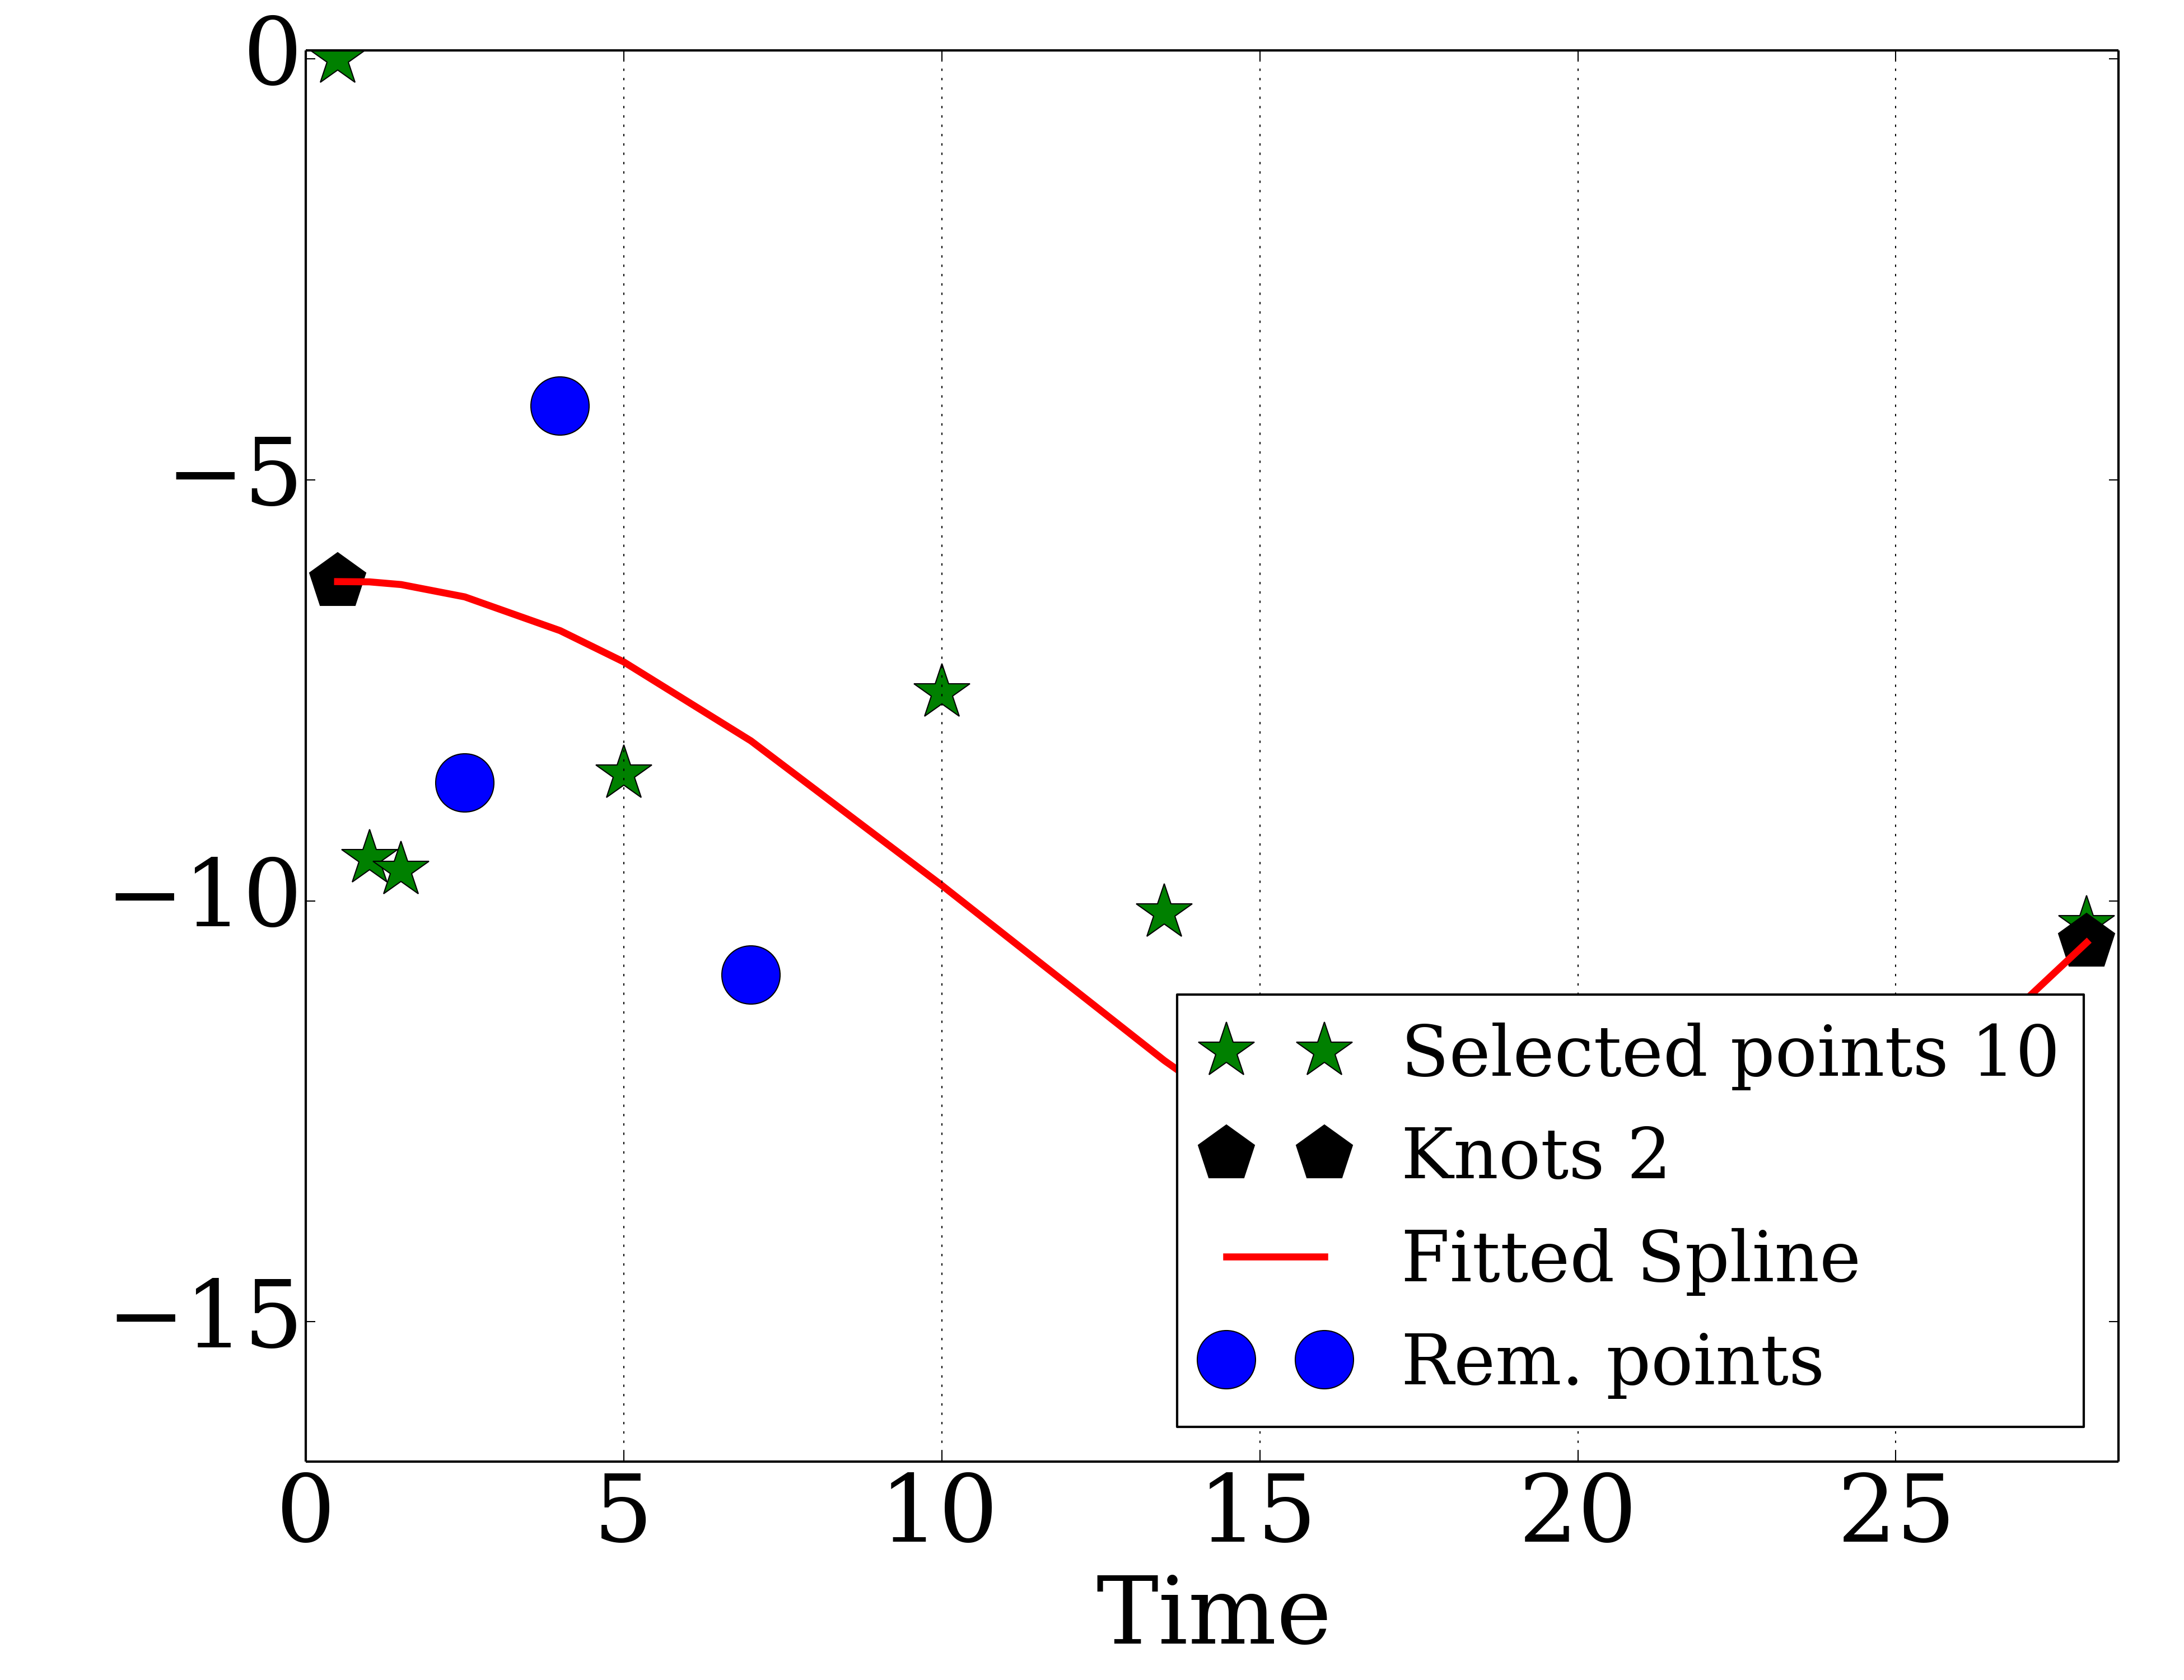 0
−5
−10
−15
Selected points 10
Knots 2
Fitted Spline
Rem. points
0 5 10 15 20 25
Time